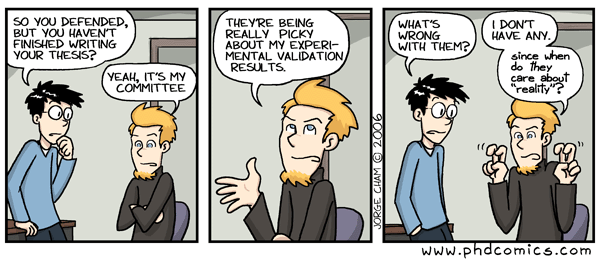 SO YOU DEFENDED,
BUT YOU HAVEN'T
FINISHED WRITING
YOUR THESIS?
YEAH, IT'S MY
COMMITTEE
THEY'RE BEING
REALLY PICKY
ABOUT MY EXPERI-
MENTAL VALIDATION
RESULTS.
WHAT'S
WRONG
WITH THEM?
I DON'T
HAVE ANY.
since when
do they
care about
"reality"?
JORGE CHAM © 2006
www.phdcomics.com